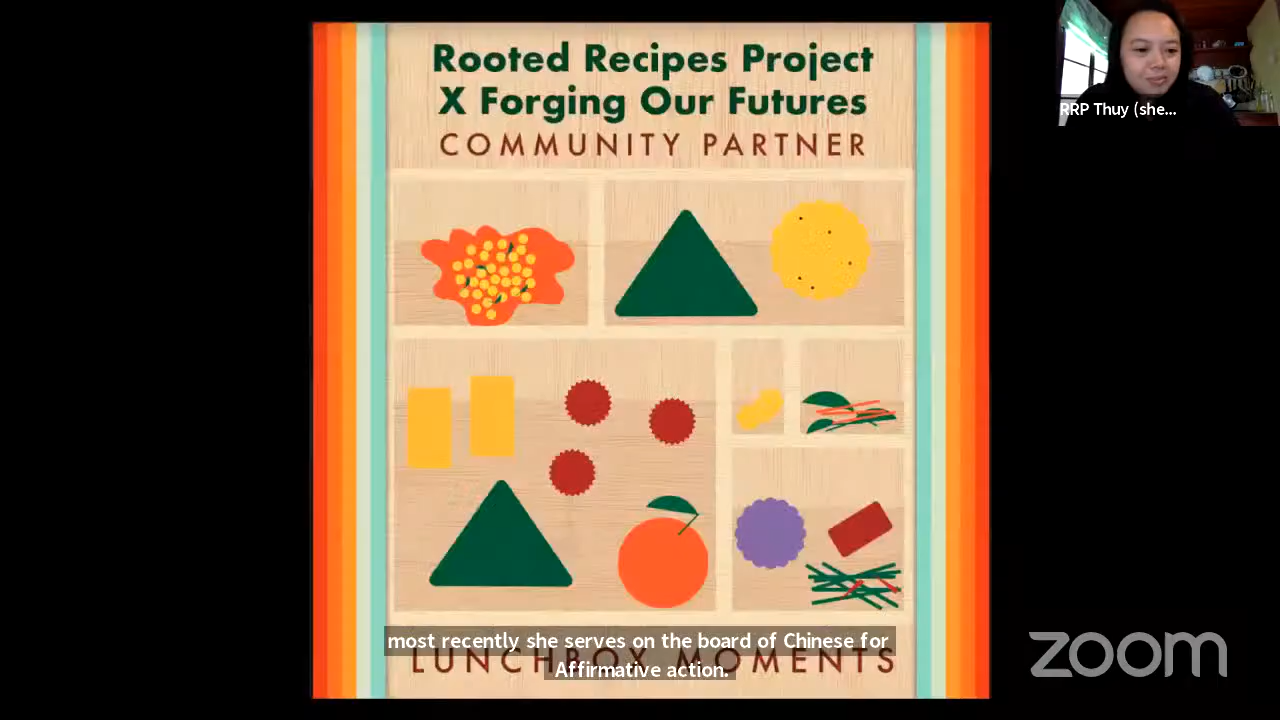 Rooted Recipes Project
X Forging Our Futures
COMMUNITY PARTNER
RRP Thuy (she...
most recently she serves on the board of Chinese for
Affirmative action.
LUNCHBOX MOMENTS
zoom